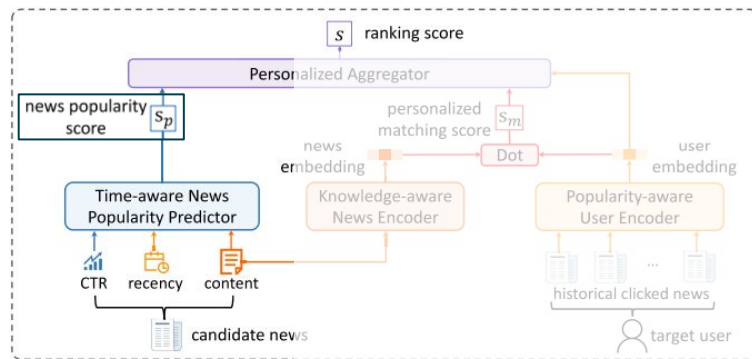 s ranking score
Personalized Aggregator
news popularity
score
s_p
personalized
matching score
s_m
news
embedding
Dot
user
embedding
Time-aware News
Popularity Predictor
Knowledge-aware
News Encoder
Popularity-aware
User Encoder
CTR recency content
...
historical clicked news
candidate news
target user